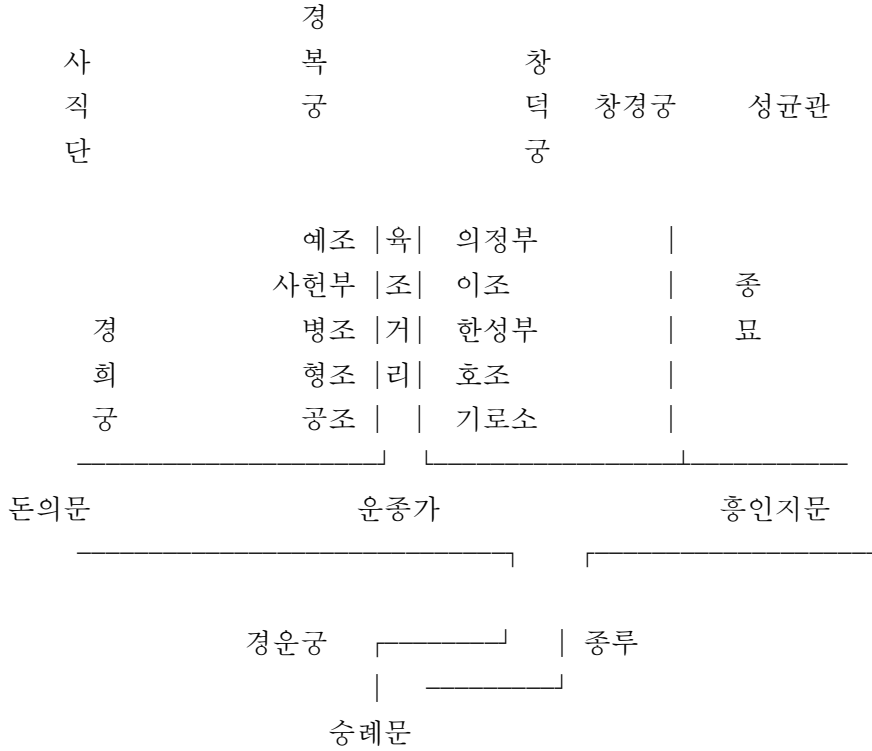 경
사 복 창
직 궁 덕 창경궁 성균관
단 궁
예조 |육| 의정부 |
사헌부 |조| 이조 | 종
경 병조 |거| 한성부 | 묘
희 형조 |리| 호조 |
궁 공조 | | 기로소 |
돈의문 운종가 흥인지문
경운궁 종루
숭례문